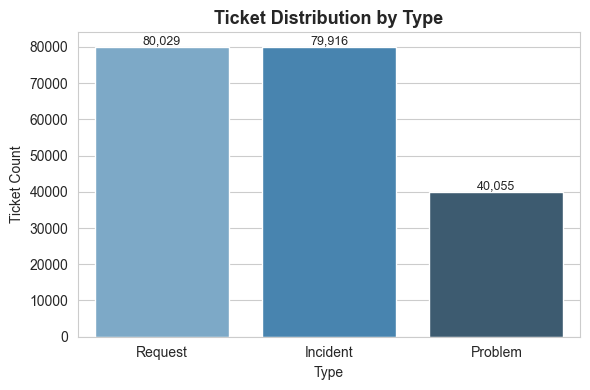 Ticket Distribution by Type
Ticket Count
80000
70000
60000
50000
40000
30000
20000
10000
0
80,029
79,916
40,055
Request
Incident
Problem
Type